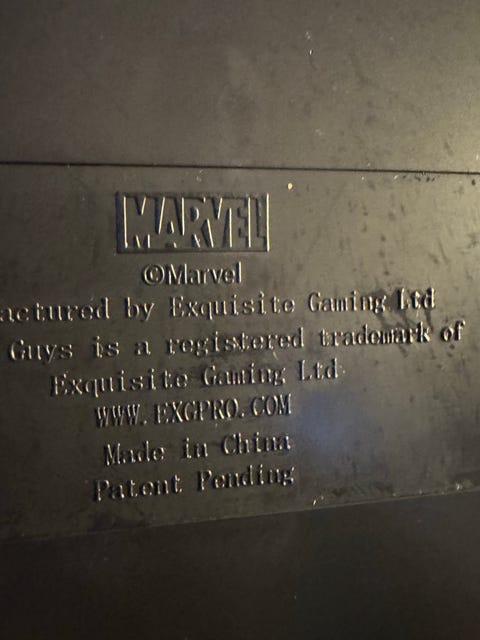 MARVEL
©Marvel
actured by Exquisite Gaming Ltd
Guys is a registered trademark of
Exquisite Gaming Ltd
WWW.EXGPRO.COM
Made in China
Patent Pending